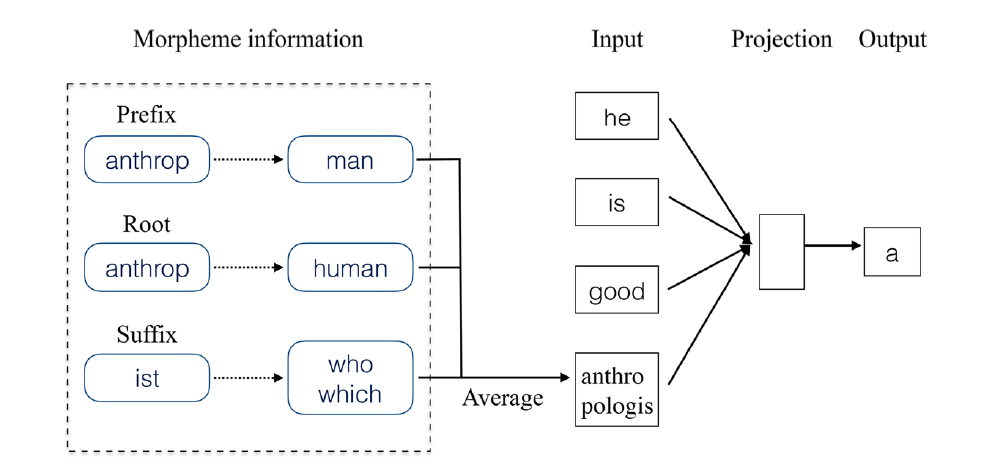 Morpheme information
Input
Projection
Output
Prefix
anthrop
man
Root
anthrop
human
Suffix
ist
who
which
Average
he
is
good
anthro
pologis
a